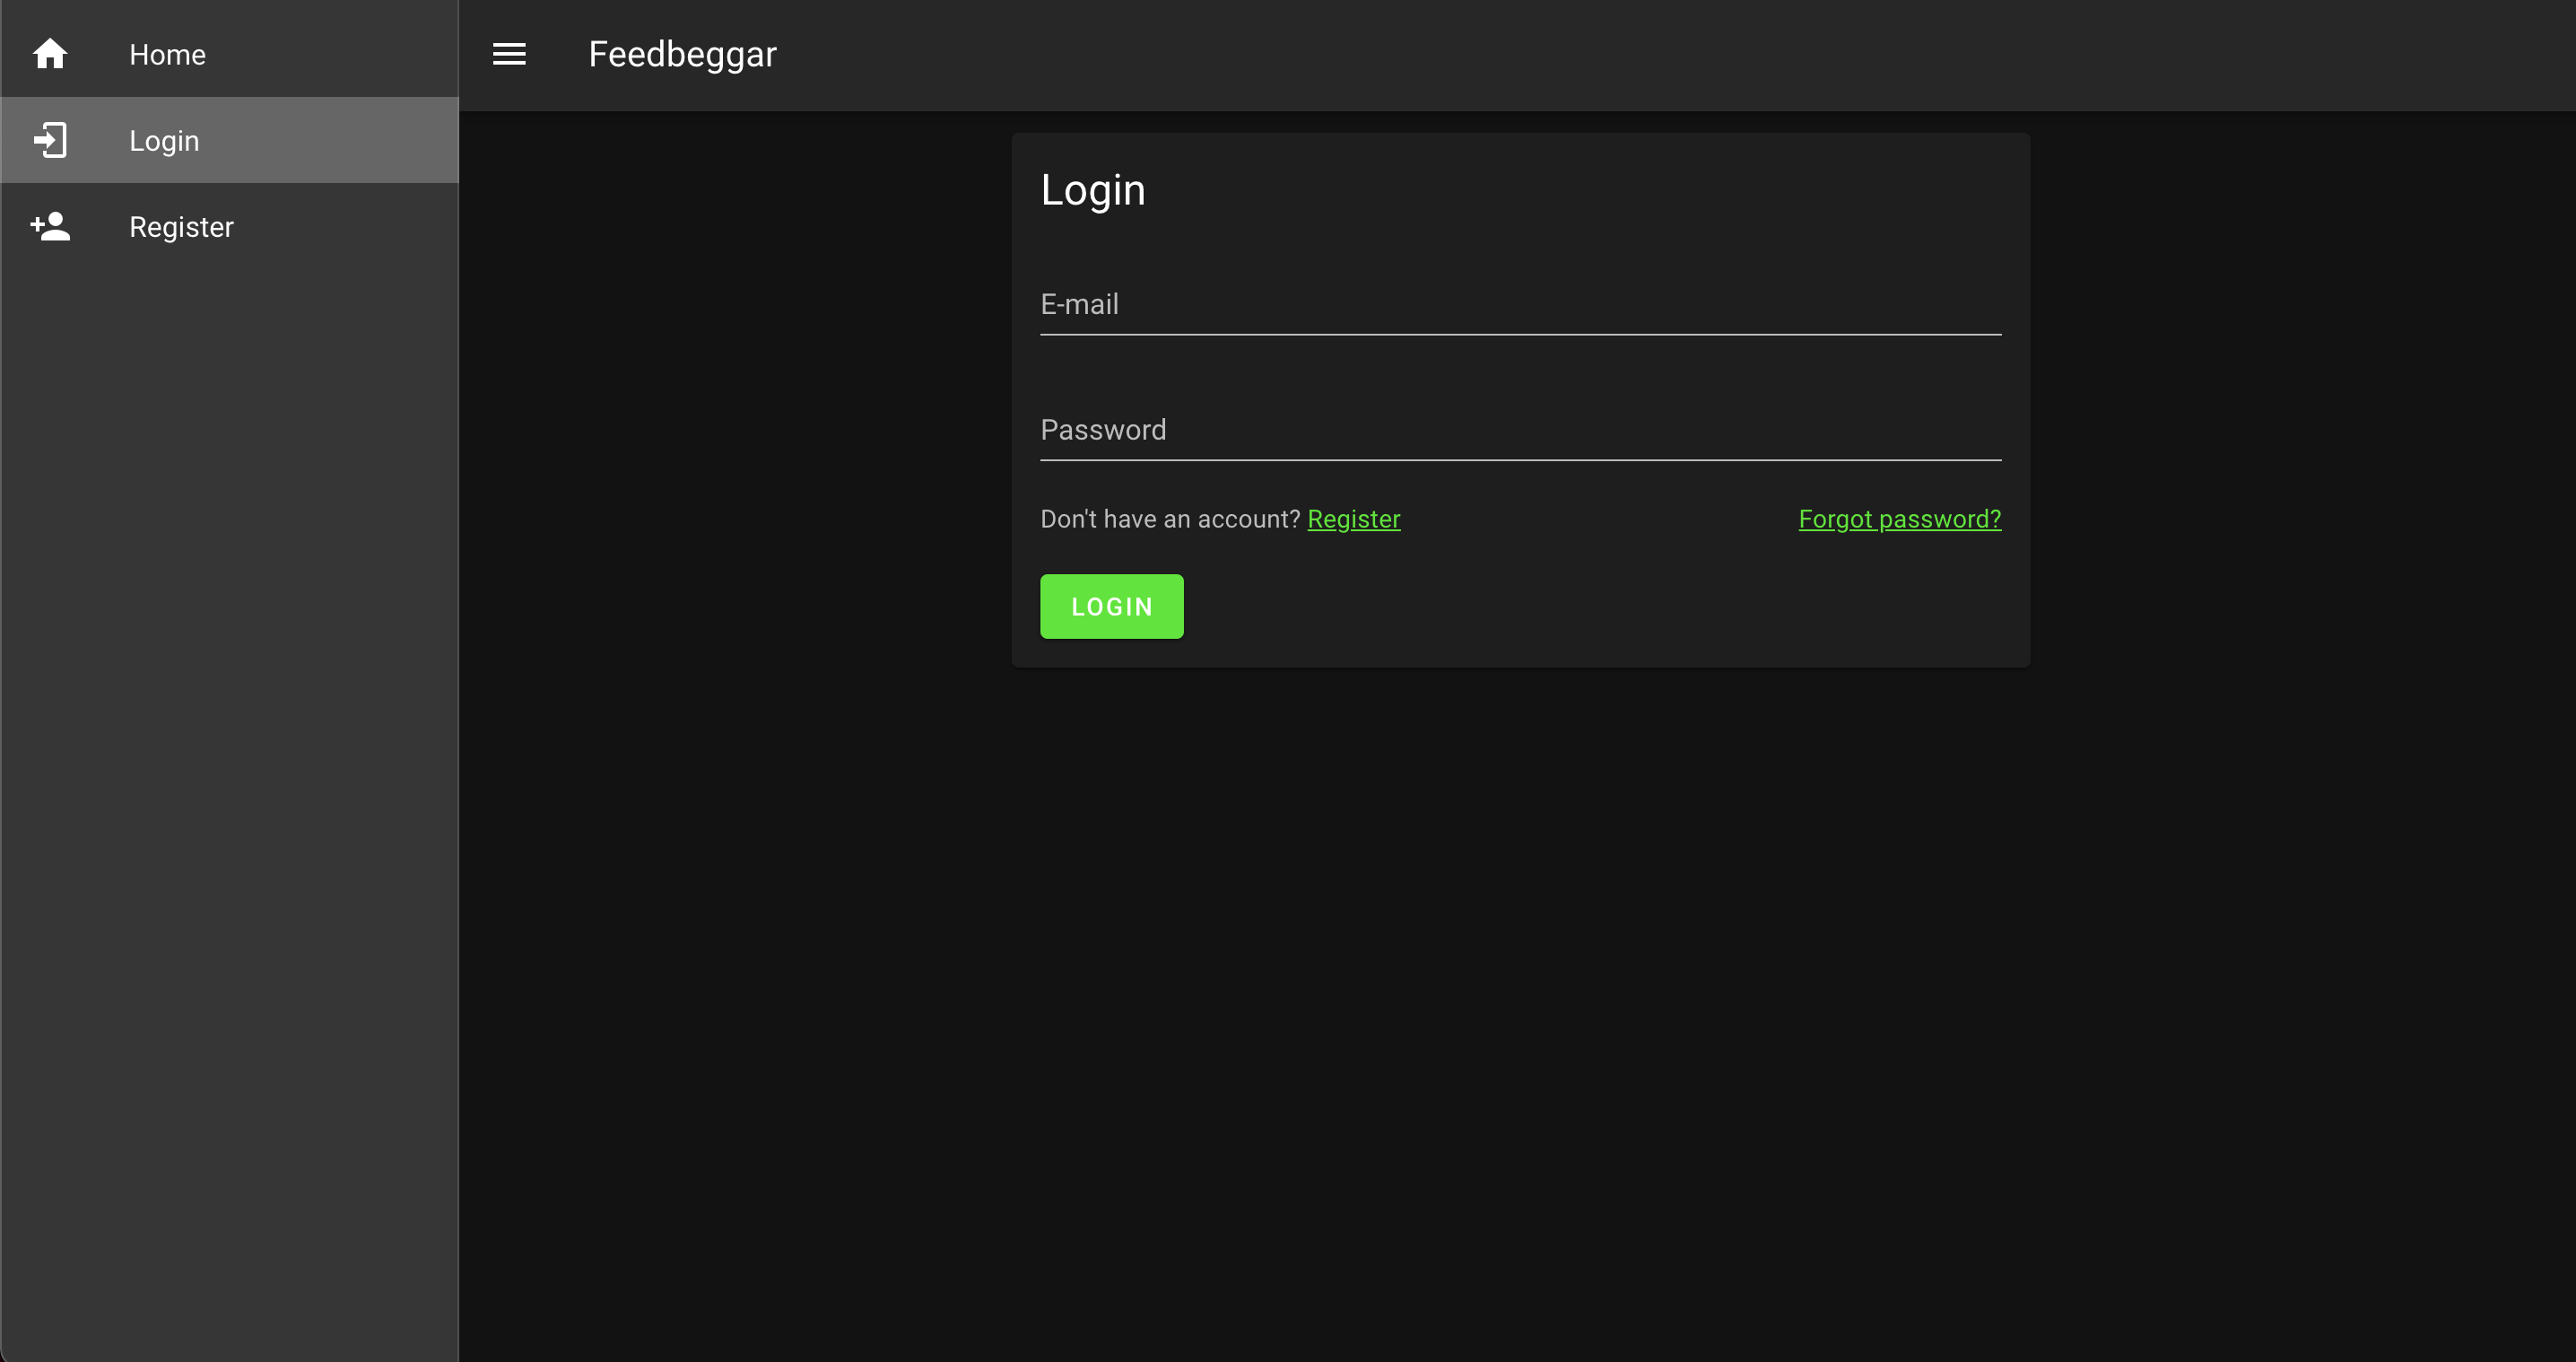 Home
Login
Register
Feedbeggar
Login
E-mail
Password
Don't have an account? Register
Forgot password?
LOGIN